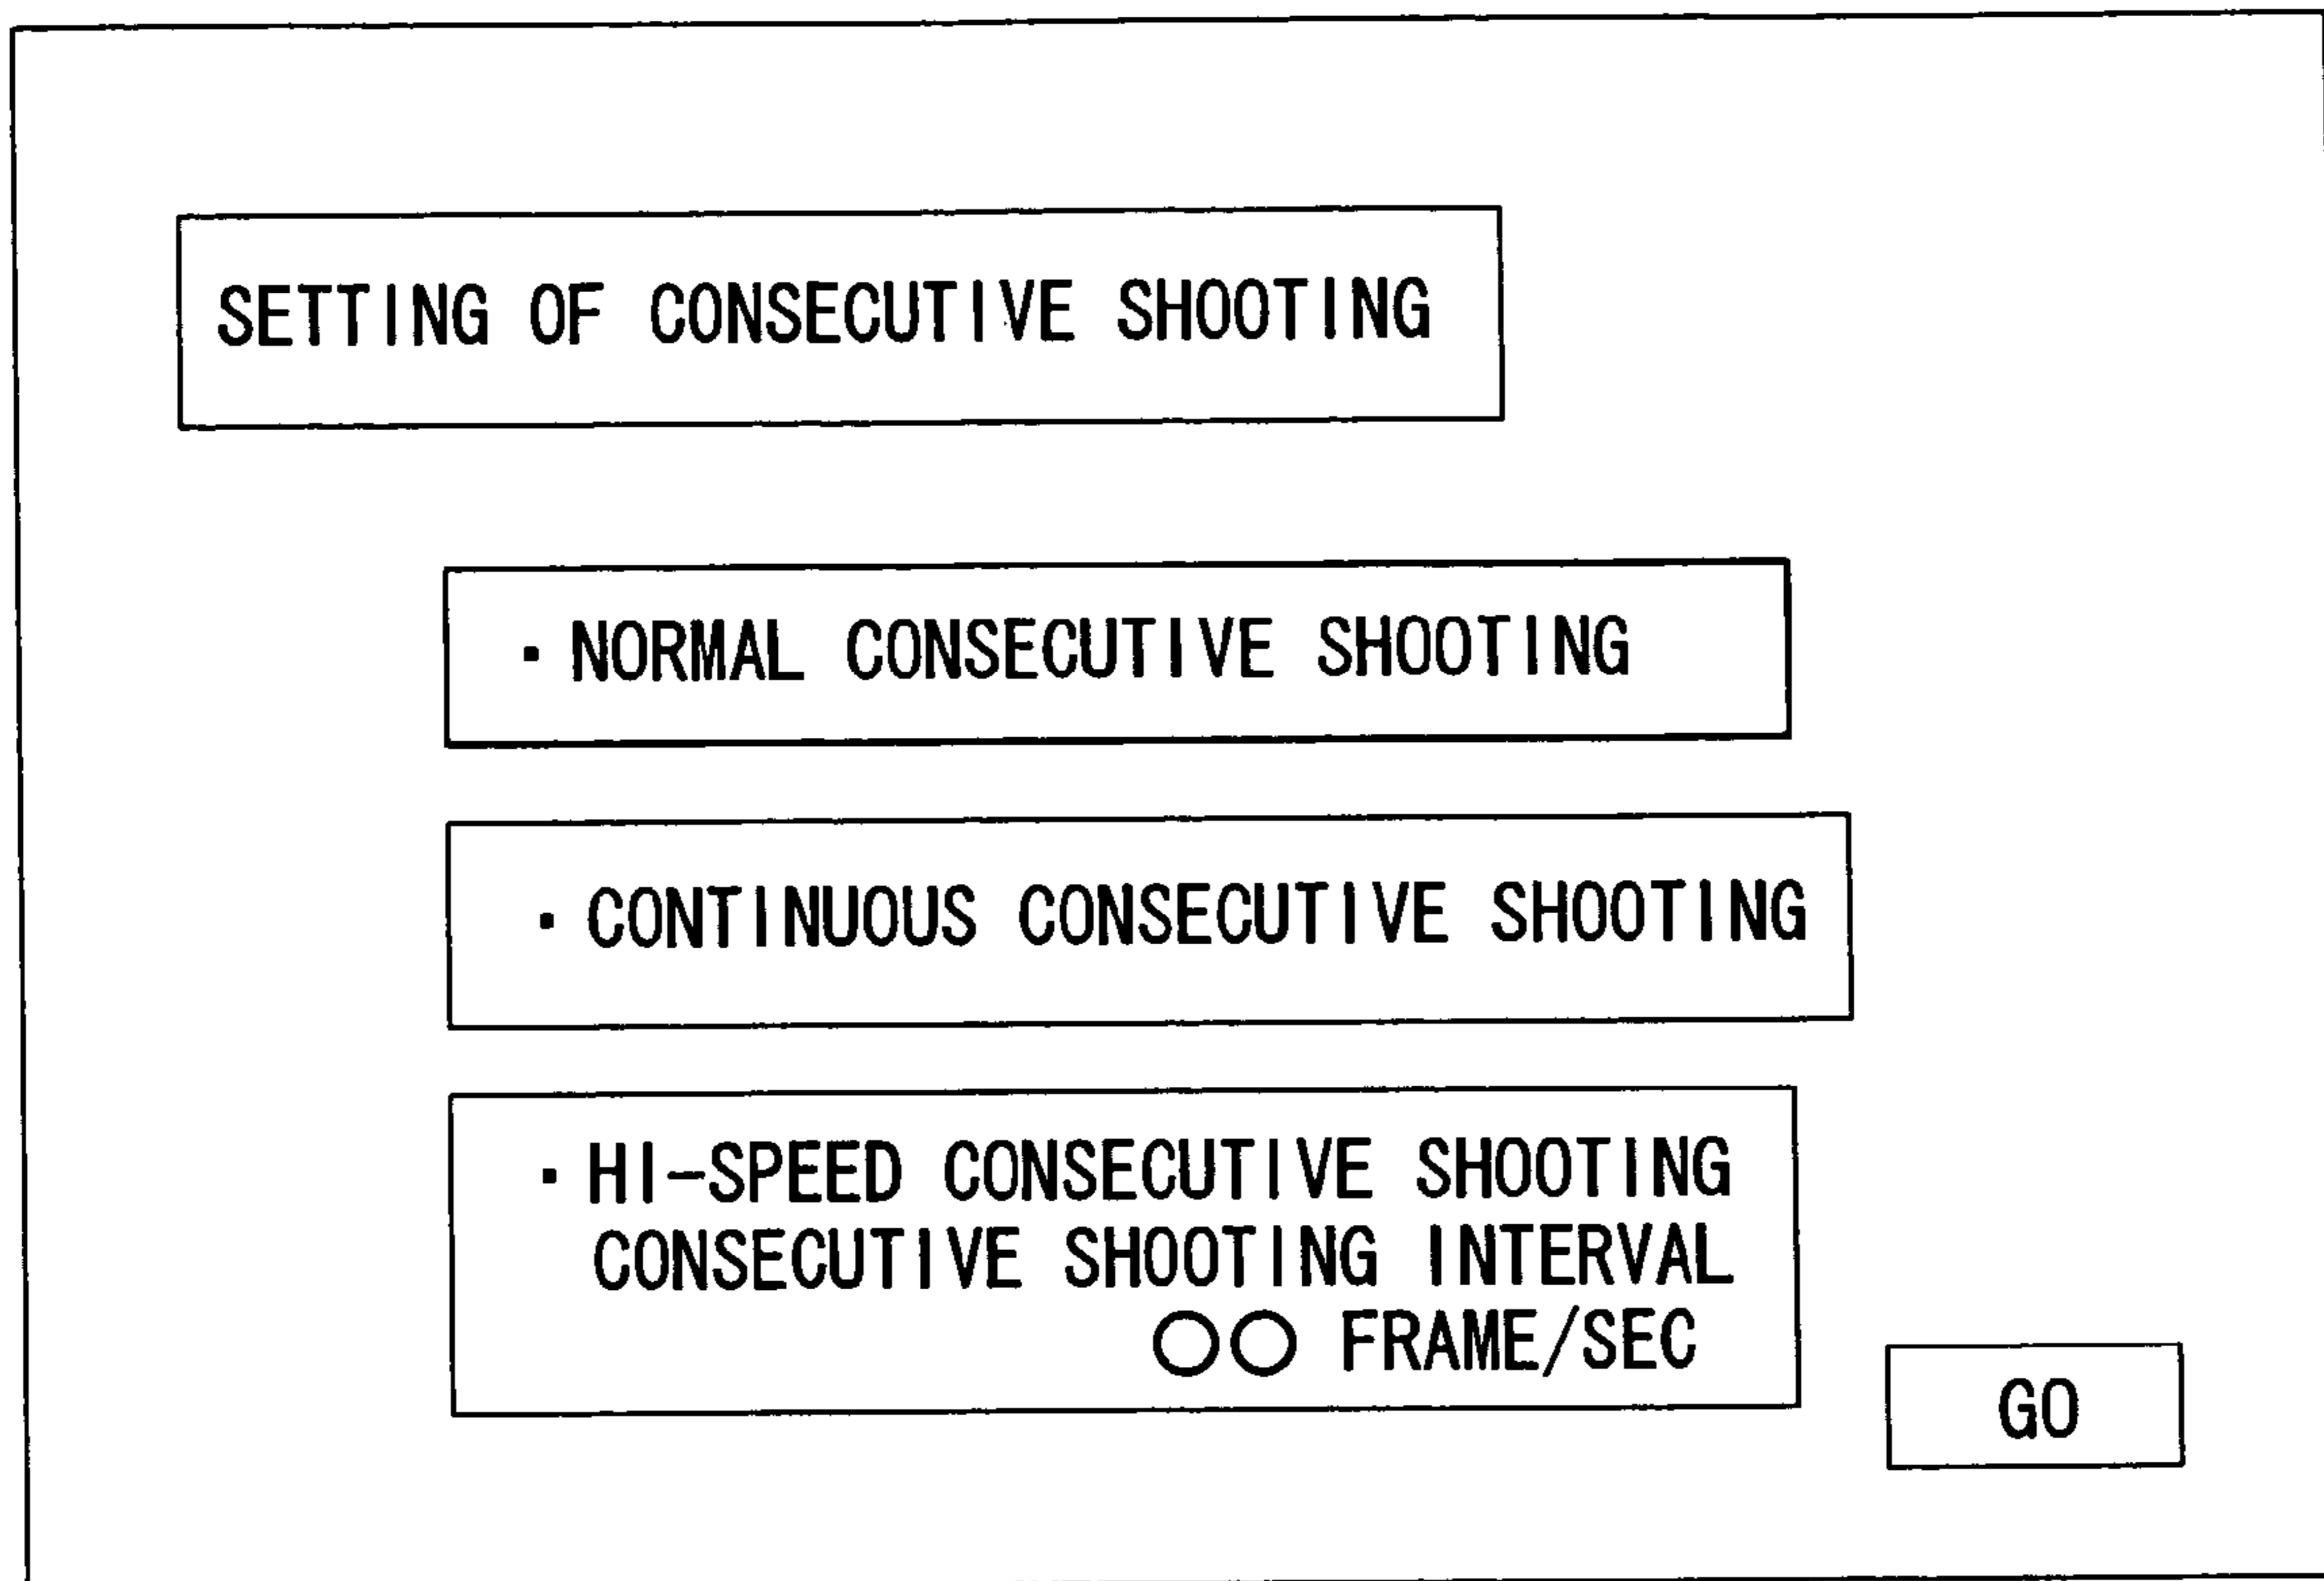 SETTING OF CONSECUTIVE SHOOTING
・NORMAL CONSECUTIVE SHOOTING
・CONTINUOUS CONSECUTIVE SHOOTING
・HI-SPEED CONSECUTIVE SHOOTING
CONSECUTIVE SHOOTING INTERVAL
○○ FRAME/SEC
GO